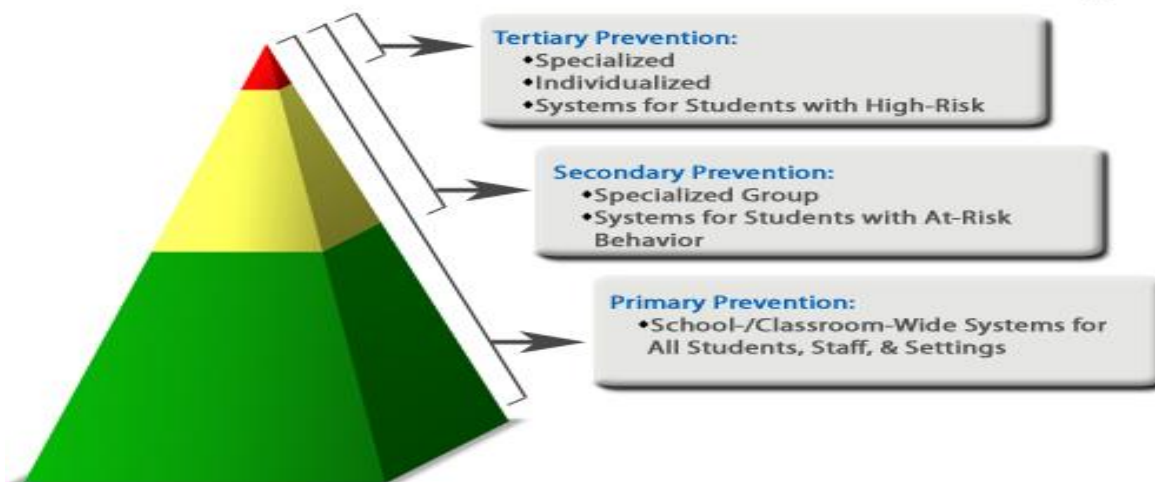 Tertiary Prevention:
◆Specialized
◆Individualized
◆Systems for Students with High-Risk
Secondary Prevention:
◆Specialized Group
◆Systems for Students with At-Risk
Behavior
Primary Prevention:
◆School-/Classroom-Wide Systems for
All Students, Staff, & Settings